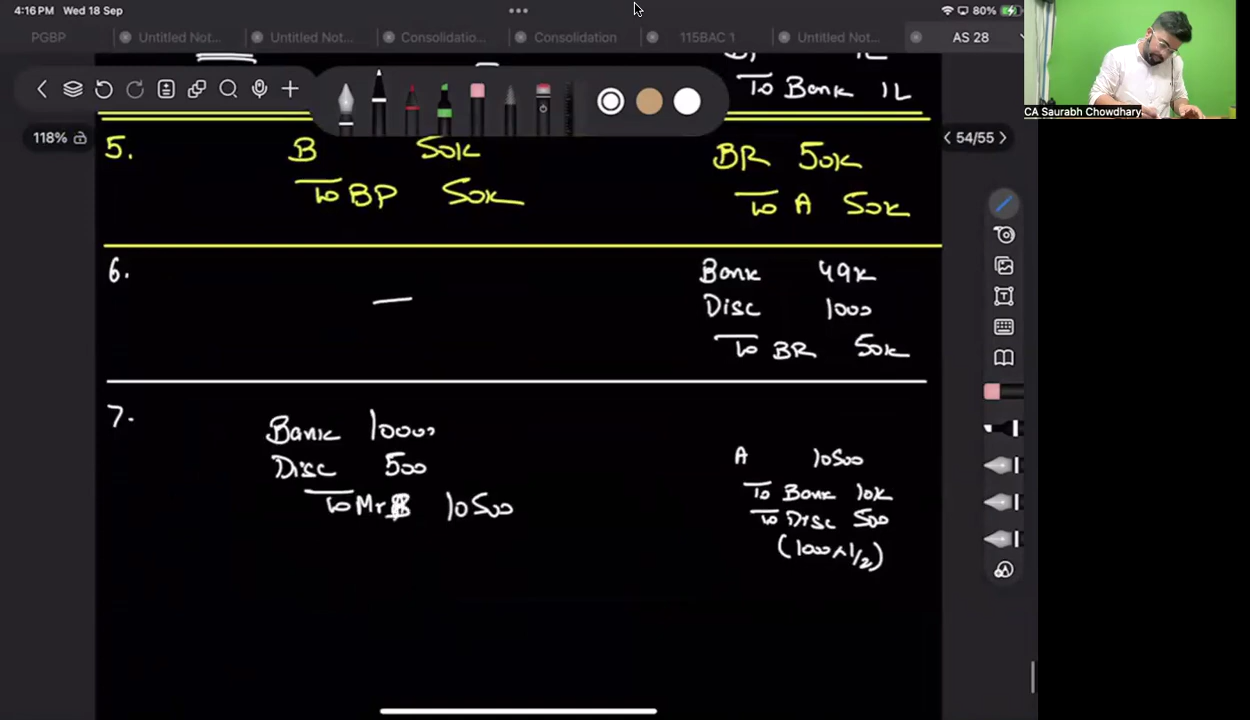 4:16 PM Wed 18 Sep
80%
PGBP
Untitled Not...
Untitled Not...
Consolidatio...
Consolidation
115BAC 1
Untitled Not...
AS 28
To Bank 1L
CA Saurabh Chowdhary
118%
54/55
5.
B 50k
To BP 50k
BR 50k
To A 50k
6.
—
Bank 49k
Disc 1000
To BR 50k
7.
Bank 10000
Disc 500
To Mr B 10500
A 10500
To Bank 10k
To Disc 500
(1000 x 1/2)